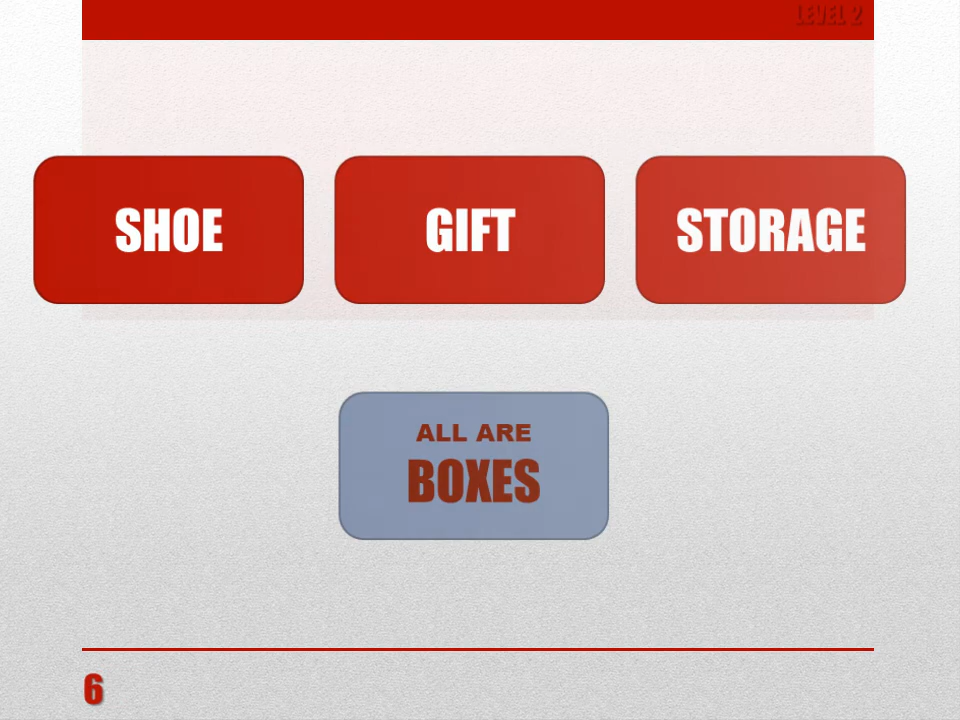 LEVEL 2
SHOE
GIFT
STORAGE
ALL ARE
BOXES
6